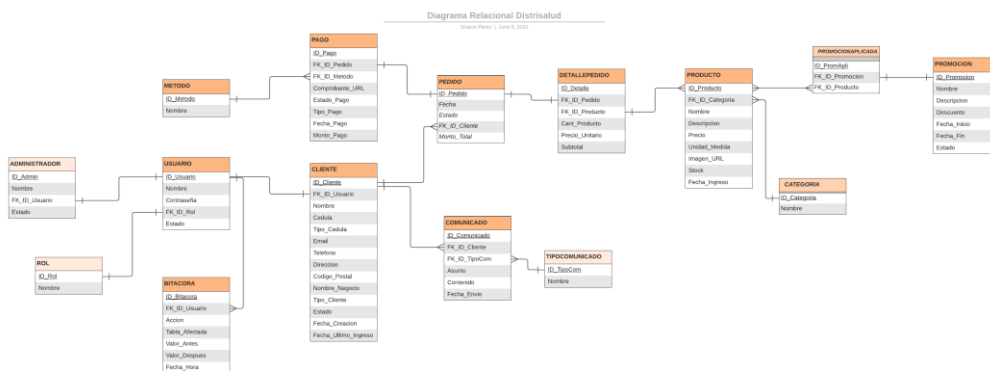 Diagrama Relacional Distrisalud
Sharon Perez | June 6, 2025
PAGO
ID_Pago
FK_ID_Pedido
FK_ID_Metodo
Comprobante_URL
Estado_Pago
Tipo_Pago
Fecha_Pago
Monto_Pago
METODO
ID_Metodo
Nombre
PEDIDO
ID_Pedido
Fecha
Estado
FK_ID_Cliente
Monto_Total
DETALLEPEDIDO
ID_Detalle
FK_ID_Pedido
FK_ID_Producto
Cant_Producto
Precio_Unitario
Subtotal
PRODUCTO
ID_Producto
FK_ID_Categoria
Nombre
Descripcion
Precio
Unidad_Medida
Imagen_URL
Stock
Fecha_Ingreso
PROMOCIONAPLICADA
ID_PromApli
FK_ID_Promocion
FK_ID_Producto
PROMOCION
ID_Promocion
Nombre
Descripcion
Descuento
Fecha_Inicio
Fecha_Fin
Estado
ADMINISTRADOR
ID_Admin
Nombre
FK_ID_Usuario
Estado
USUARIO
ID_Usuario
Nombre
Contraseña
FK_ID_Rol
Estado
CLIENTE
ID_Cliente
FK_ID_Usuario
Nombre
Cedula
Tipo_Cedula
Email
Telefono
Direccion
Codigo_Postal
Nombre_Negocio
Tipo_Cliente
Estado
Fecha_Creacion
Fecha_Ultimo_Ingreso
CATEGORIA
ID_Categoria
Nombre
COMUNICADO
ID_Comunicado
FK_ID_Cliente
FK_ID_TipoCom
Asunto
Contenido
Fecha_Envio
TIPOCOMUNICADO
ID_TipoCom
Nombre
ROL
ID_Rol
Nombre
BITACORA
ID_Bitacora
FK_ID_Usuario
Accion
Tabla_Afectada
Valor_Antes
Valor_Despues
Fecha_Hora